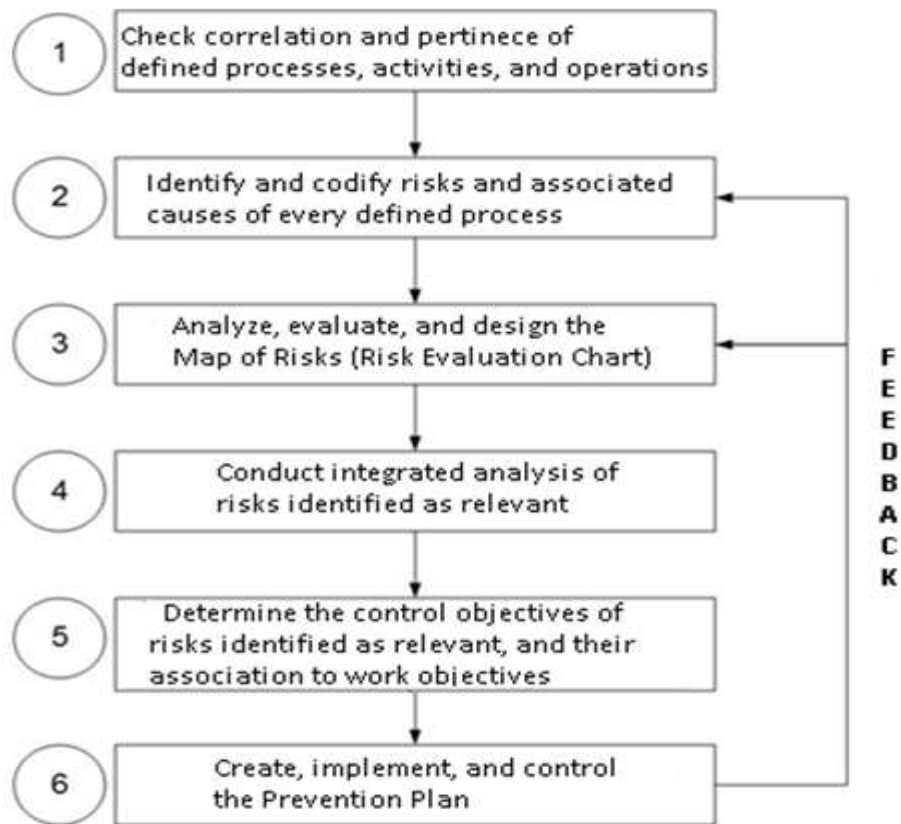 1
Check correlation and pertinece of
defined processes, activities, and operations
2
Identify and codify risks and associated
causes of every defined process
3
Analyze, evaluate, and design the
Map of Risks (Risk Evaluation Chart)
4
Conduct integrated analysis of
risks identified as relevant
5
Determine the control objectives of
risks identified as relevant, and their
association to work objectives
6
Create, implement, and control
the Prevention Plan
FEEDBACK